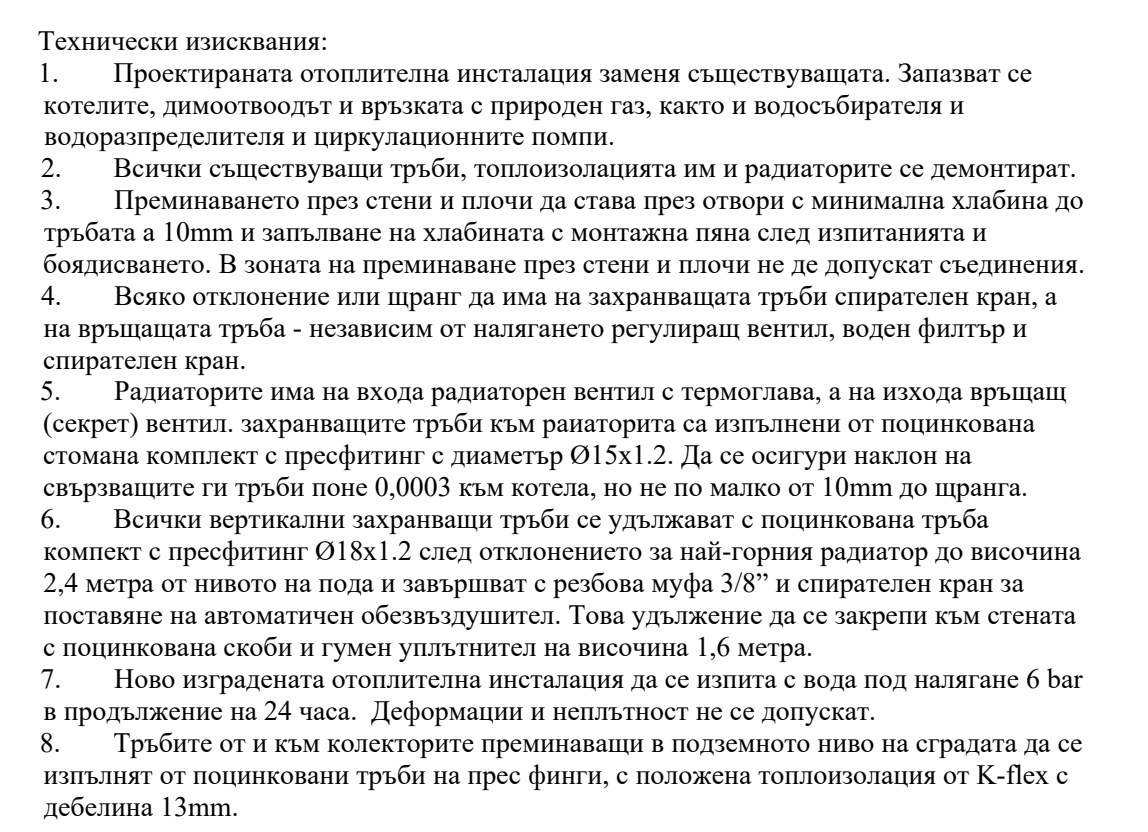 Технически изисквания:
1. Проектираната отоплителна инсталация заменя съществуващата. Запазват се
котелите, димоотвоодът и връзката с природен газ, както и водосъбирателя и
водоразпределителя и циркулационните помпи.
2. Всички съществуващи тръби, топлоизолацията им и радиаторите се демонтират.
3. Преминаването през стени и плочи да става през отвори с минимална хлабина до
тръбата а 10mm и запълване на хлабината с монтажна пяна след изпитанията и
боядисването. В зоната на преминаване през стени и плочи не де допускат съединения.
4. Всяко отклонение или щранг да има на захранващата тръби спирателен кран, а
на връщащата тръба - независим от налягането регулиращ вентил, воден филтър и
спирателен кран.
5. Радиаторите има на входа радиаторен вентил с термоглава, а на изхода връщащ
(секрет) вентил. захранващите тръби към раиаторита са изпълнени от поцинкована
стомана комплект с пресфитинг с диаметър Ø15x1.2. Да се осигури наклон на
свързващите ги тръби поне 0,0003 към котела, но не по малко от 10mm до щранга.
6. Всички вертикални захранващи тръби се удължават с поцинкована тръба
компект с пресфитинг Ø18x1.2 след отклонението за най-горния радиатор до височина
2,4 метра от нивото на пода и завършват с резбова муфа 3/8” и спирателен кран за
поставяне на автоматичен обезвъздушител. Това удължение да се закрепи към стената
с поцинкована скоби и гумен уплътнител на височина 1,6 метра.
7. Ново изградената отоплителна инсталация да се изпита с вода под налягане 6 bar
в продължение на 24 часа. Деформации и неплътност не се допускат.
8. Тръбите от и към колекторите преминаващи в подземното ниво на сградата да се
изпълнят от поцинковани тръби на прес финги, с положена топлоизолация от K-flex с
дебелина 13mm.